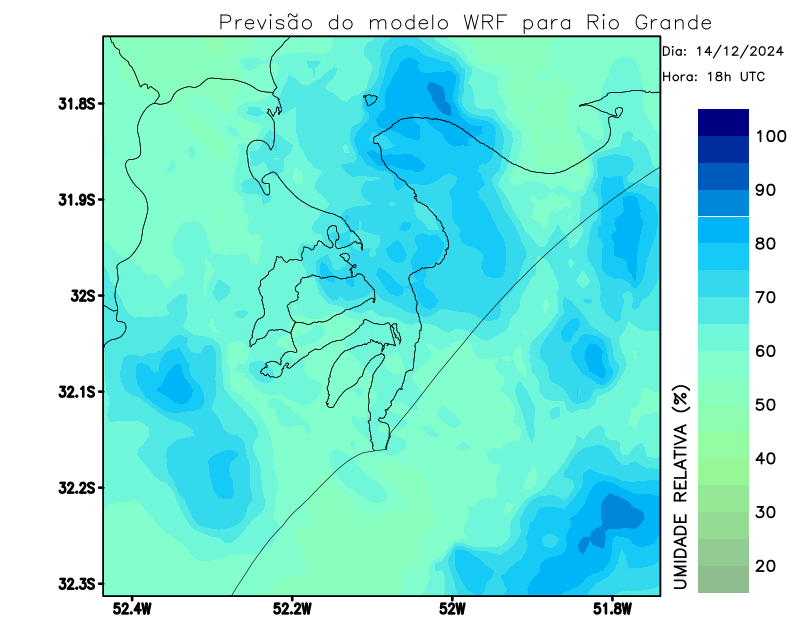 Previsão do modelo WRF para Rio Grande
Dia: 14/12/2024
Hora: 18h UTC
31.8S
31.9S
32S
32.1S
32.2S
32.3S
52.4W
52.2W
52W
51.8W
100
90
80
70
60
50
40
30
20
UMIDADE RELATIVA (%)